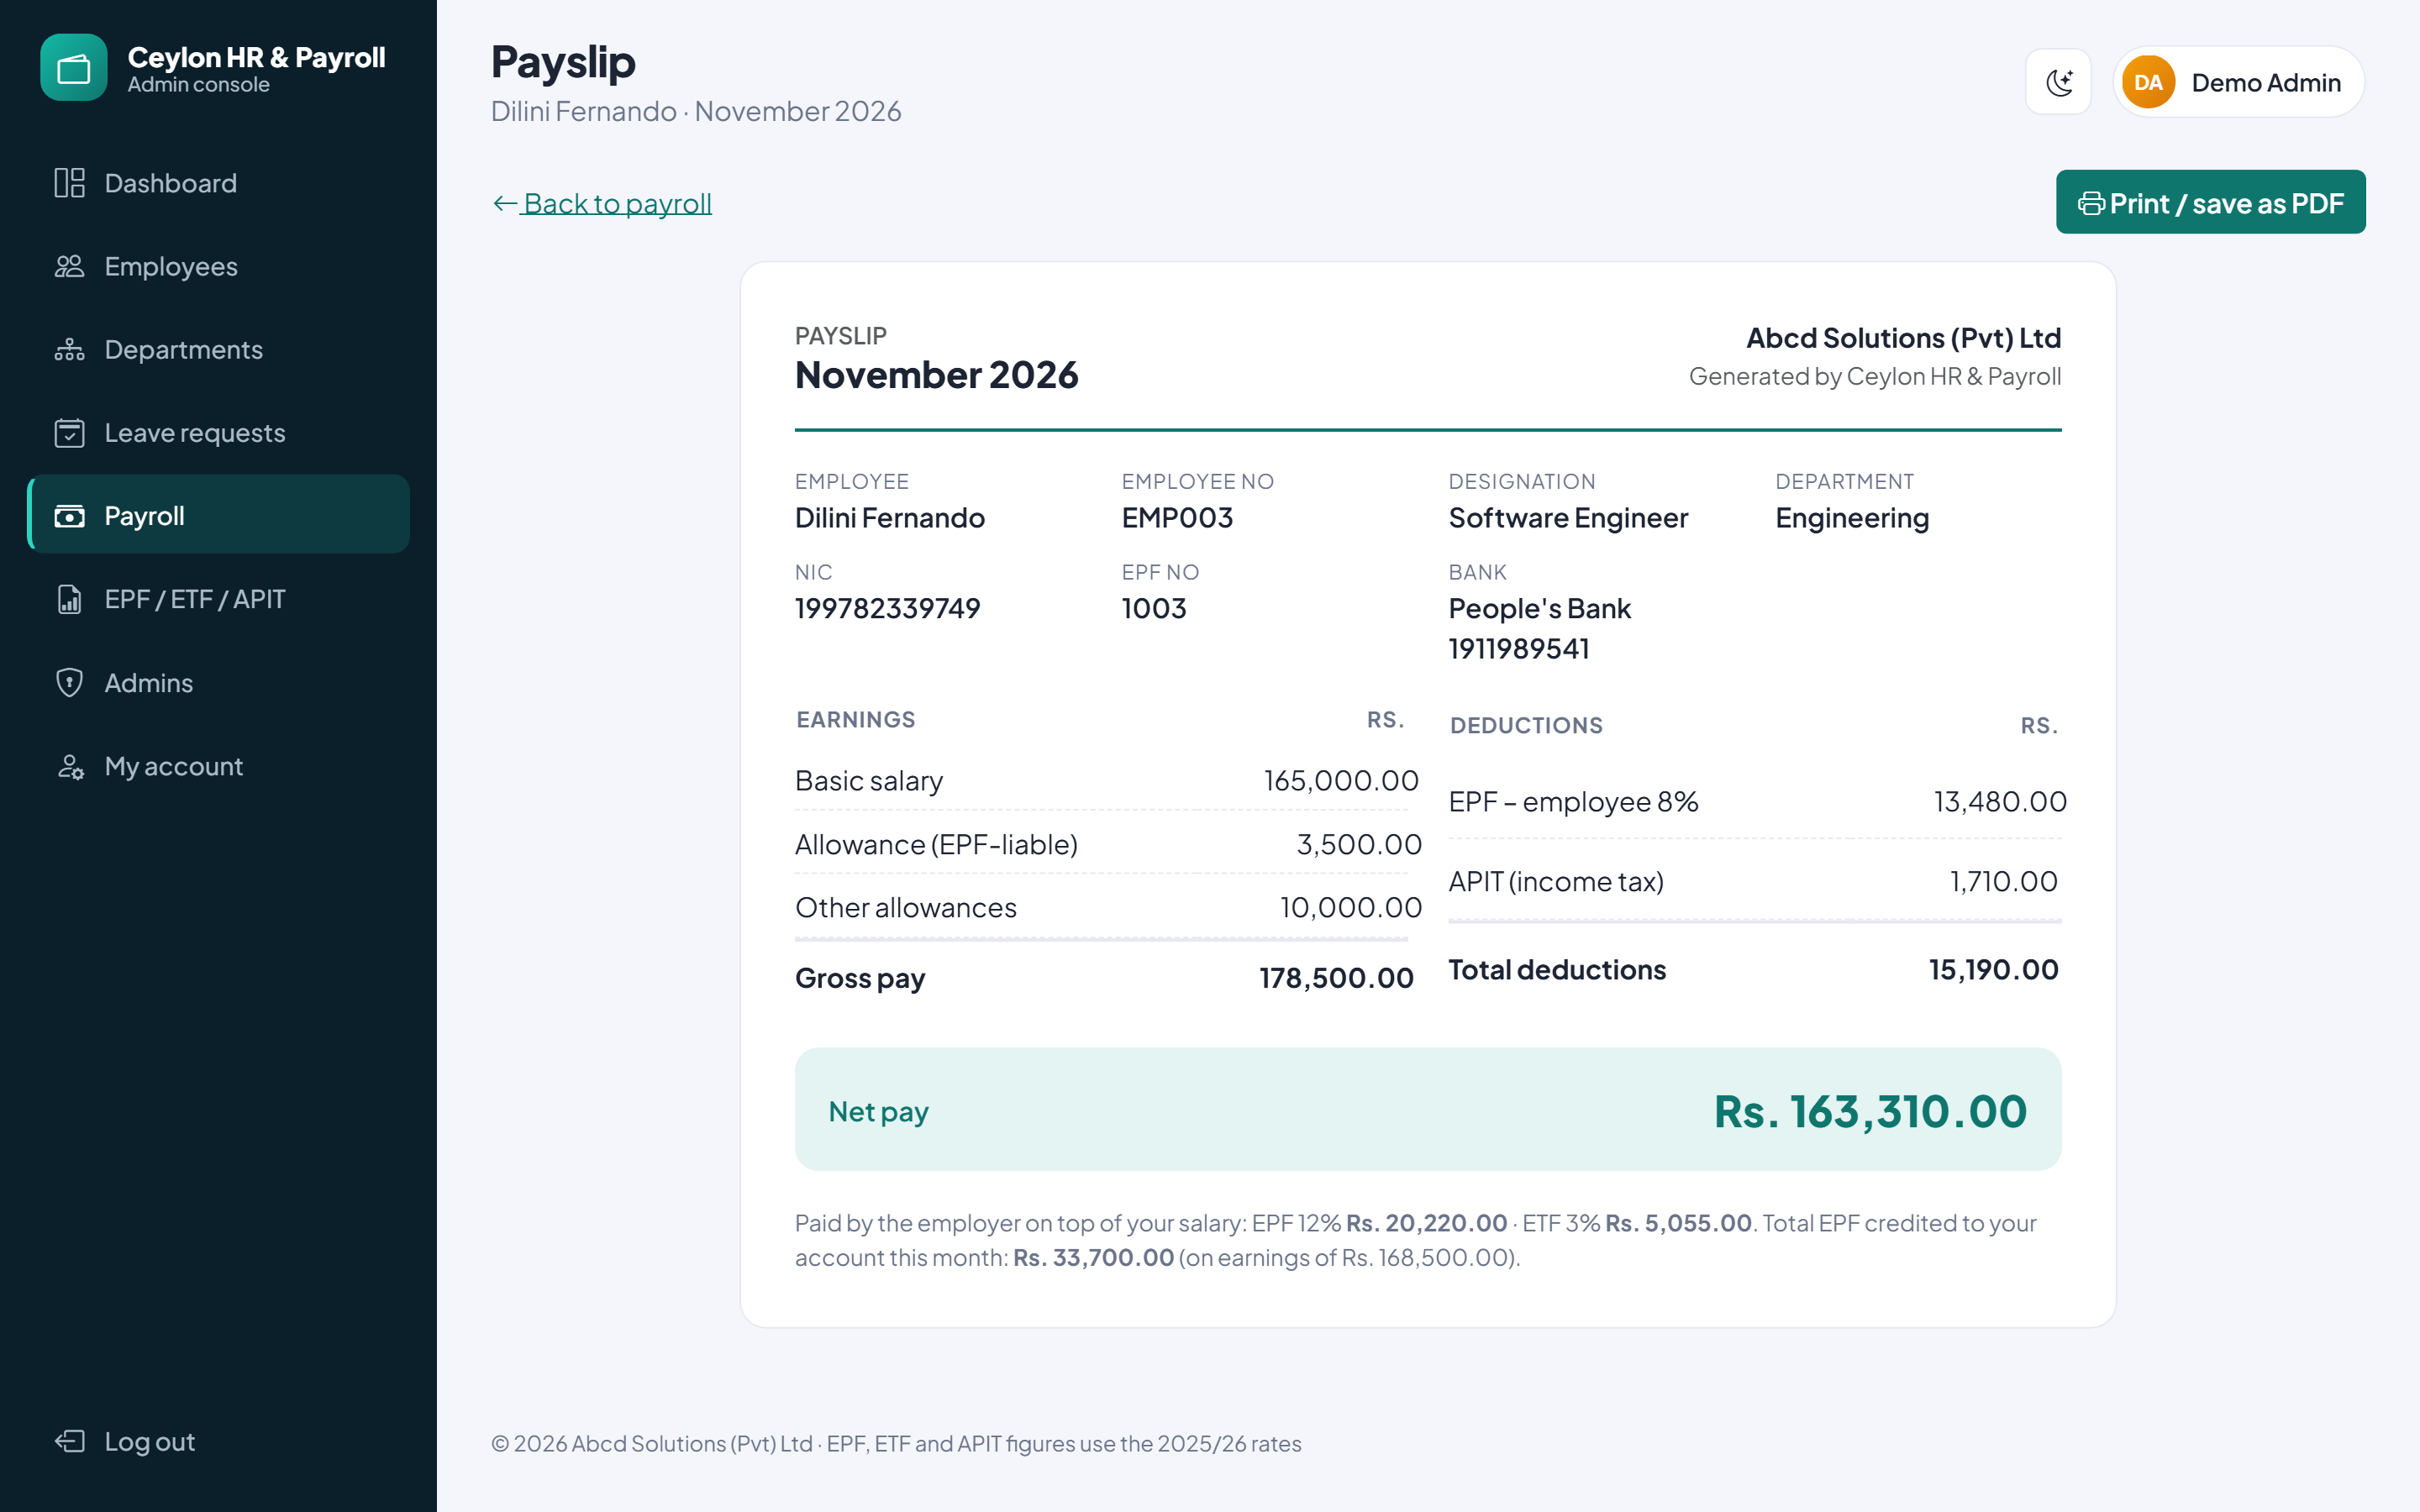 Ceylon HR & Payroll
Admin console
Dashboard
Employees
Departments
Leave requests
Payroll
EPF / ETF / APIT
Admins
My account
Log out
Payslip
Dilini Fernando · November 2026
DA Demo Admin
← Back to payroll
Print / save as PDF
PAYSLIP
November 2026
Abcd Solutions (Pvt) Ltd
Generated by Ceylon HR & Payroll
EMPLOYEE EMPLOYEE NO DESIGNATION DEPARTMENT
Dilini Fernando EMP003 Software Engineer Engineering
NIC EPF NO BANK
199782339749 1003 People's Bank
1911989541
EARNINGS RS.
Basic salary 165,000.00
Allowance (EPF-liable) 3,500.00
Other allowances 10,000.00
Gross pay 178,500.00
DEDUCTIONS RS.
EPF – employee 8% 13,480.00
APIT (income tax) 1,710.00
Total deductions 15,190.00
Net pay Rs. 163,310.00
Paid by the employer on top of your salary: EPF 12% Rs. 20,220.00 · ETF 3% Rs. 5,055.00. Total EPF credited to your
account this month: Rs. 33,700.00 (on earnings of Rs. 168,500.00).
© 2026 Abcd Solutions (Pvt) Ltd · EPF, ETF and APIT figures use the 2025/26 rates